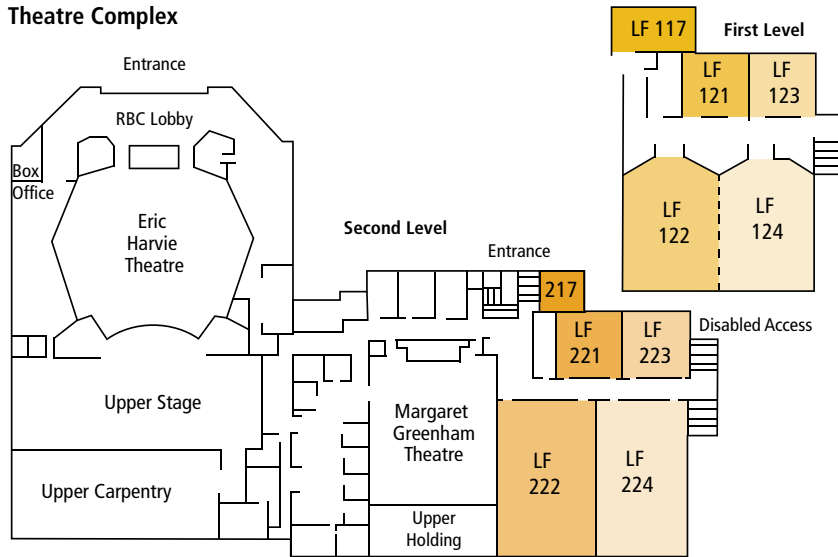 Theatre Complex
Entrance
RBC Lobby
Box
Office
Eric
Harvie
Theatre
Upper Stage
Upper Carpentry
Second Level
Entrance
217
LF
221
LF
223
Disabled Access
Margaret
Greenham
Theatre
Upper
Holding
LF
222
LF
224
First Level
LF 117
LF
121
LF
123
LF
122
LF
124